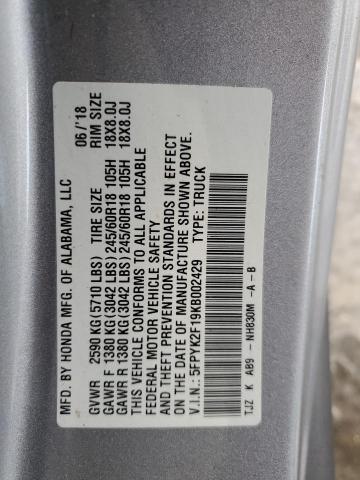 MFD. BY HONDA MFG. OF ALABAMA, LLC 06/'18
GVWR 2590 KG(5710 LBS) TIRE SIZE RIM SIZE
GAWR F 1380 KG(3042 LBS)245/60R18 105H 18X8.0J
GAWR R 1380 KG(3042 LBS)245/60R18 105H 18X8.0J
THIS VEHICLE CONFORMS TO ALL APPLICABLE
FEDERAL MOTOR VEHICLE SAFETY
AND THEFT PREVENTION STANDARDS IN EFFECT
ON THE DATE OF MANUFACTURE SHOWN ABOVE.
V.I.N.: 5FPYK2F19KB002429 TYPE: TRUCK
TJZ K AB9 - NH830M -A - B